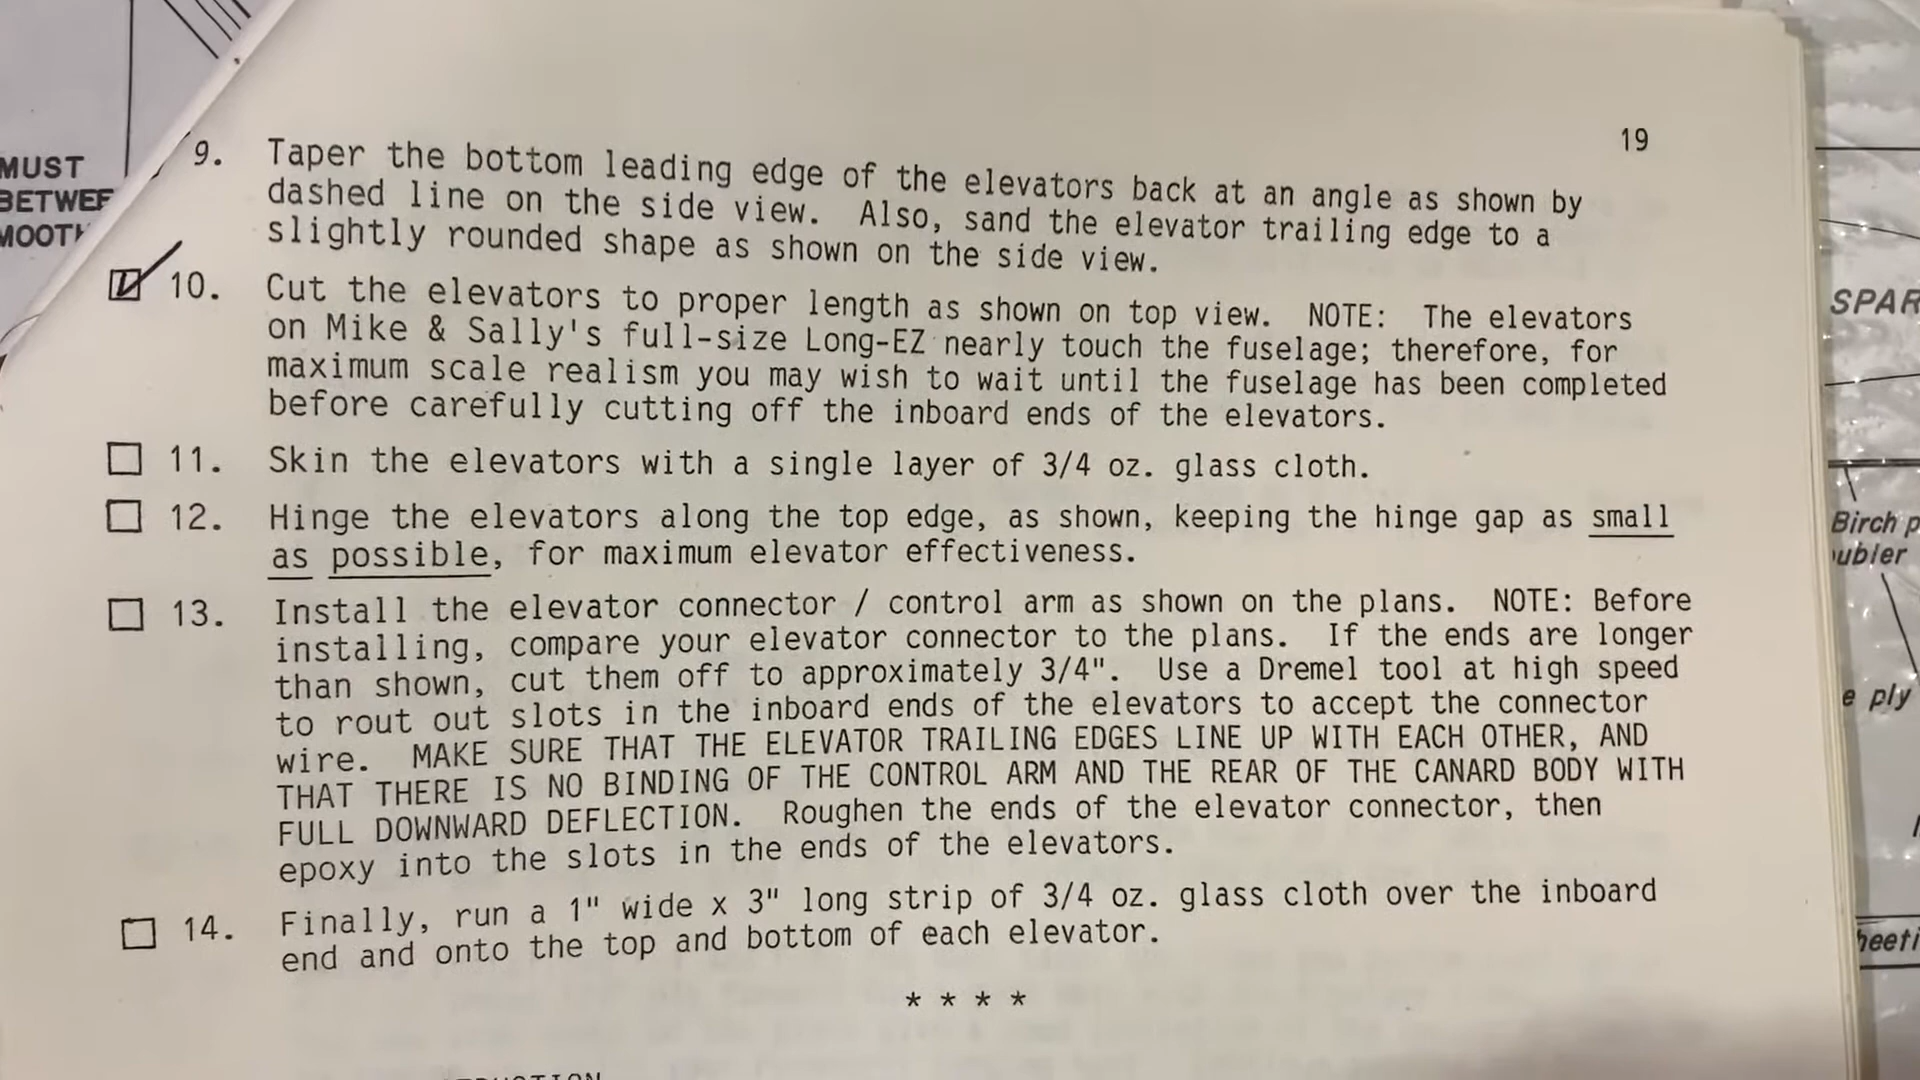 19
9. Taper the bottom leading edge of the elevators back at an angle as shown by
dashed line on the side view. Also, sand the elevator trailing edge to a
slightly rounded shape as shown on the side view.
10. Cut the elevators to proper length as shown on top view. NOTE: The elevators
on Mike & Sally's full-size Long-EZ nearly touch the fuselage; therefore, for
maximum scale realism you may wish to wait until the fuselage has been completed
before carefully cutting off the inboard ends of the elevators.
11. Skin the elevators with a single layer of 3/4 oz. glass cloth.
12. Hinge the elevators along the top edge, as shown, keeping the hinge gap as small
as possible, for maximum elevator effectiveness.
13. Install the elevator connector / control arm as shown on the plans. NOTE: Before
installing, compare your elevator connector to the plans. If the ends are longer
than shown, cut them off to approximately 3/4". Use a Dremel tool at high speed
to rout out slots in the inboard ends of the elevators to accept the connector
wire. MAKE SURE THAT THE ELEVATOR TRAILING EDGES LINE UP WITH EACH OTHER, AND
THAT THERE IS NO BINDING OF THE CONTROL ARM AND THE REAR OF THE CANARD BODY WITH
FULL DOWNWARD DEFLECTION. Roughen the ends of the elevator connector, then
epoxy into the slots in the ends of the elevators.
14. Finally, run a 1" wide x 3" long strip of 3/4 oz. glass cloth over the inboard
end and onto the top and bottom of each elevator.
* * * *
MUST
SPAR
Birch p
e ply